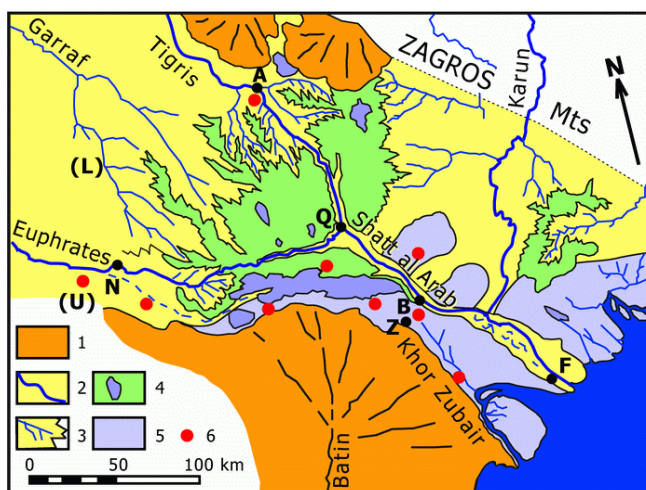 Garraf
Tigris
A
ZAGROS
Mts
Karun
N
(L)
Q
Shatt al Arab
Euphrates
N
(U)
B
Z
F
Khor Zubair
Batin
1
2
3
4
5
6
0 50 100 km